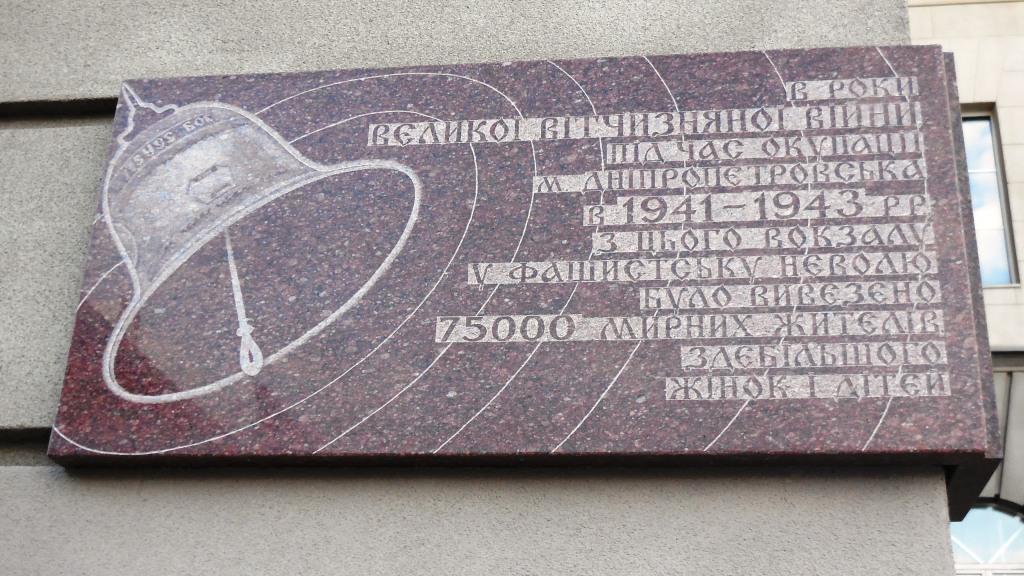 В РОКИ
ВЕЛИКОЇ ВІТЧИЗНЯНОЇ ВІЙНИ
ПІД ЧАС ОКУПАЦІЇ
М ДНІПРОПЕТРОВСЬКА
В 1941-1943 РР
З ЦЬОГО ВОКЗАЛУ
У ФАШИСТСЬКУ НЕВОЛЮ
БУЛО ВИВЕЗЕНО
75000 МИРНИХ ЖИТЕЛІВ
ЗДЕБІЛЬШОГО
ЖІНОК І ДІТЕЙ